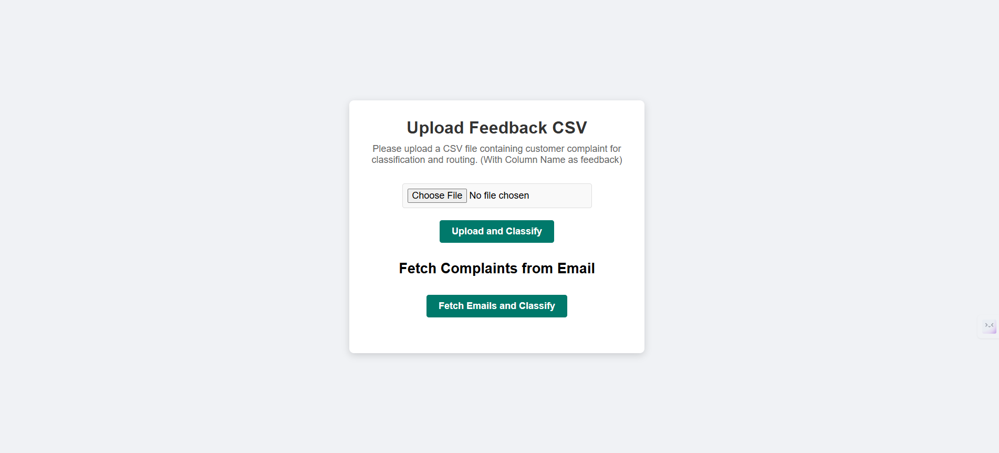 Upload Feedback CSV
Please upload a CSV file containing customer complaint for
classification and routing. (With Column Name as feedback)
Choose File No file chosen
Upload and Classify
Fetch Complaints from Email
Fetch Emails and Classify